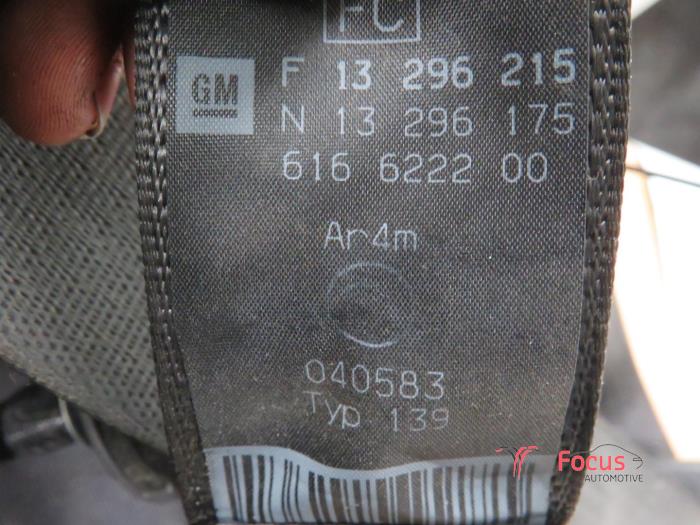 FC
GM
F 13 296 215
N 13 296 175
616 6222 00
Ar4m
040583
Typ 139
Focus
AUTOMOTIVE